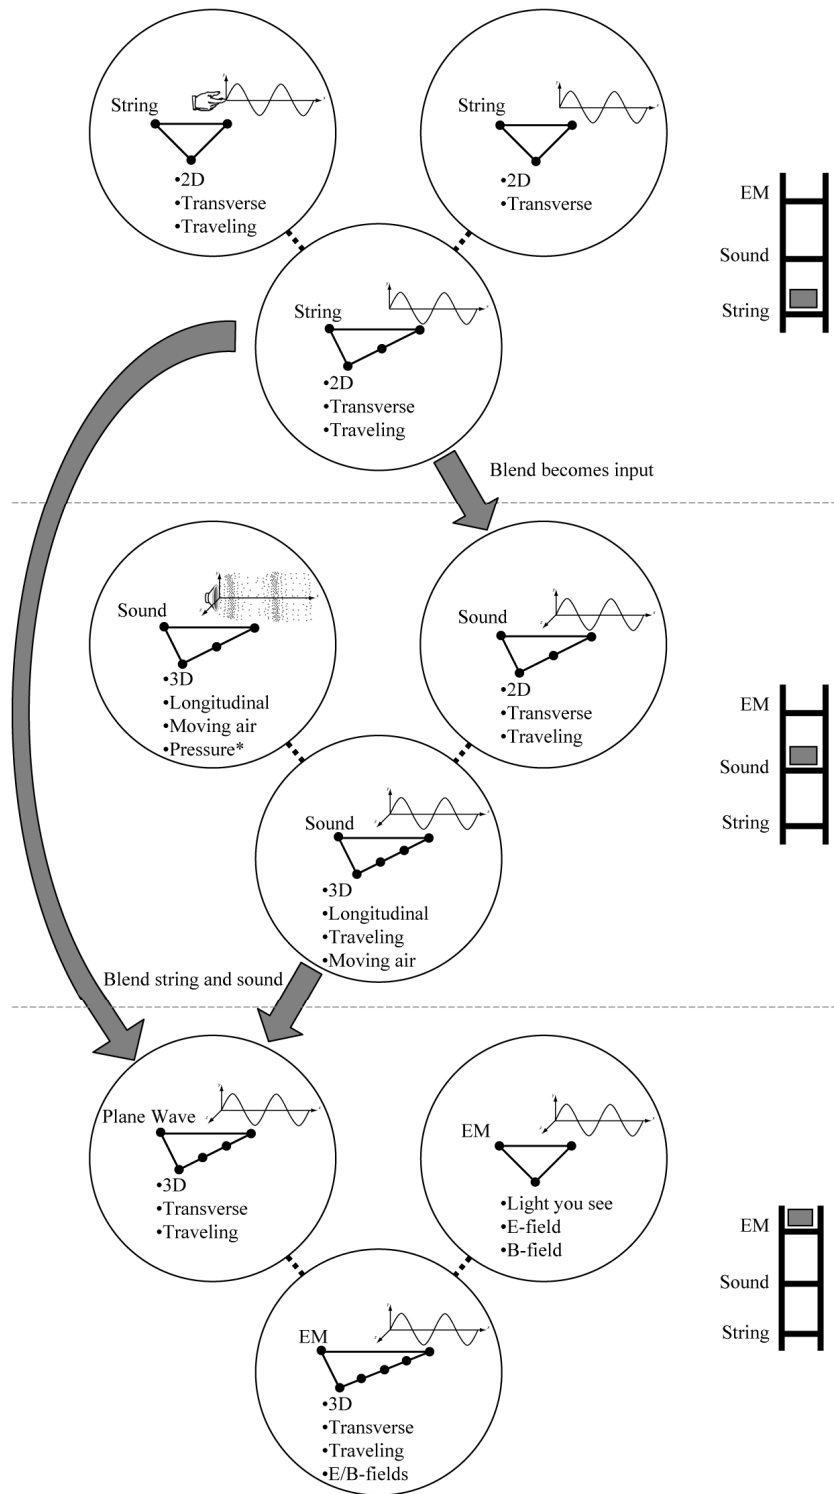 String
•2D
•Transverse
•Traveling
String
•2D
•Transverse
EM
Sound
String
String
•2D
•Transverse
•Traveling
Blend becomes input
Sound
•3D
•Longitudinal
•Moving air
•Pressure*
Sound
•2D
•Transverse
•Traveling
EM
Sound
String
Sound
•3D
•Longitudinal
•Traveling
•Moving air
Blend string and sound
Plane Wave
•3D
•Transverse
•Traveling
EM
•Light you see
•E-field
•B-field
EM
Sound
String
EM
•3D
•Transverse
•Traveling
•E/B-fields